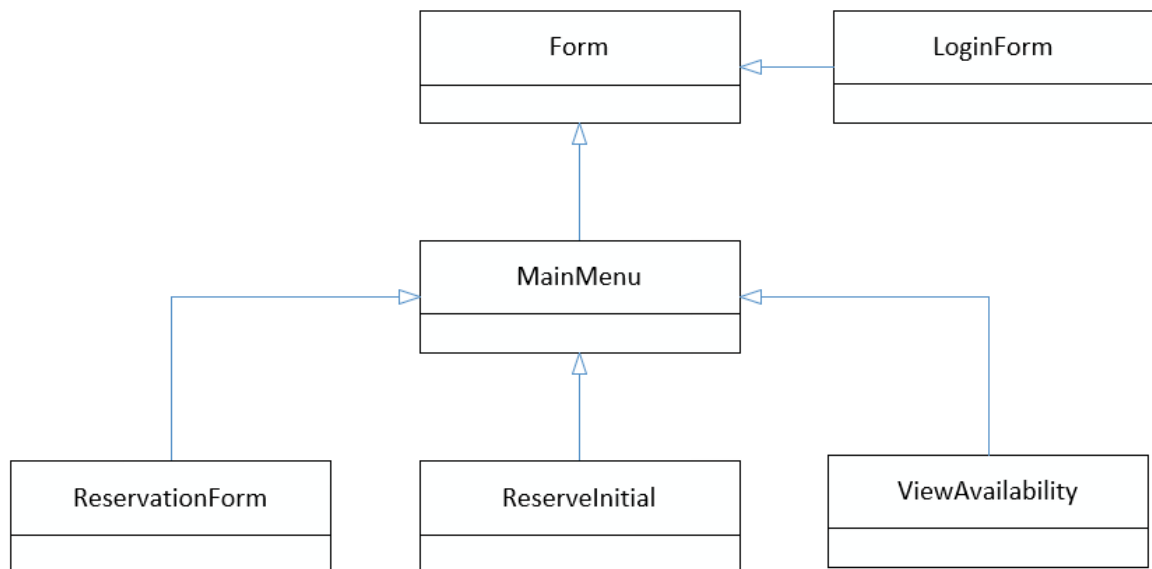 Form
LoginForm
MainMenu
ReservationForm
ReserveInitial
ViewAvailability